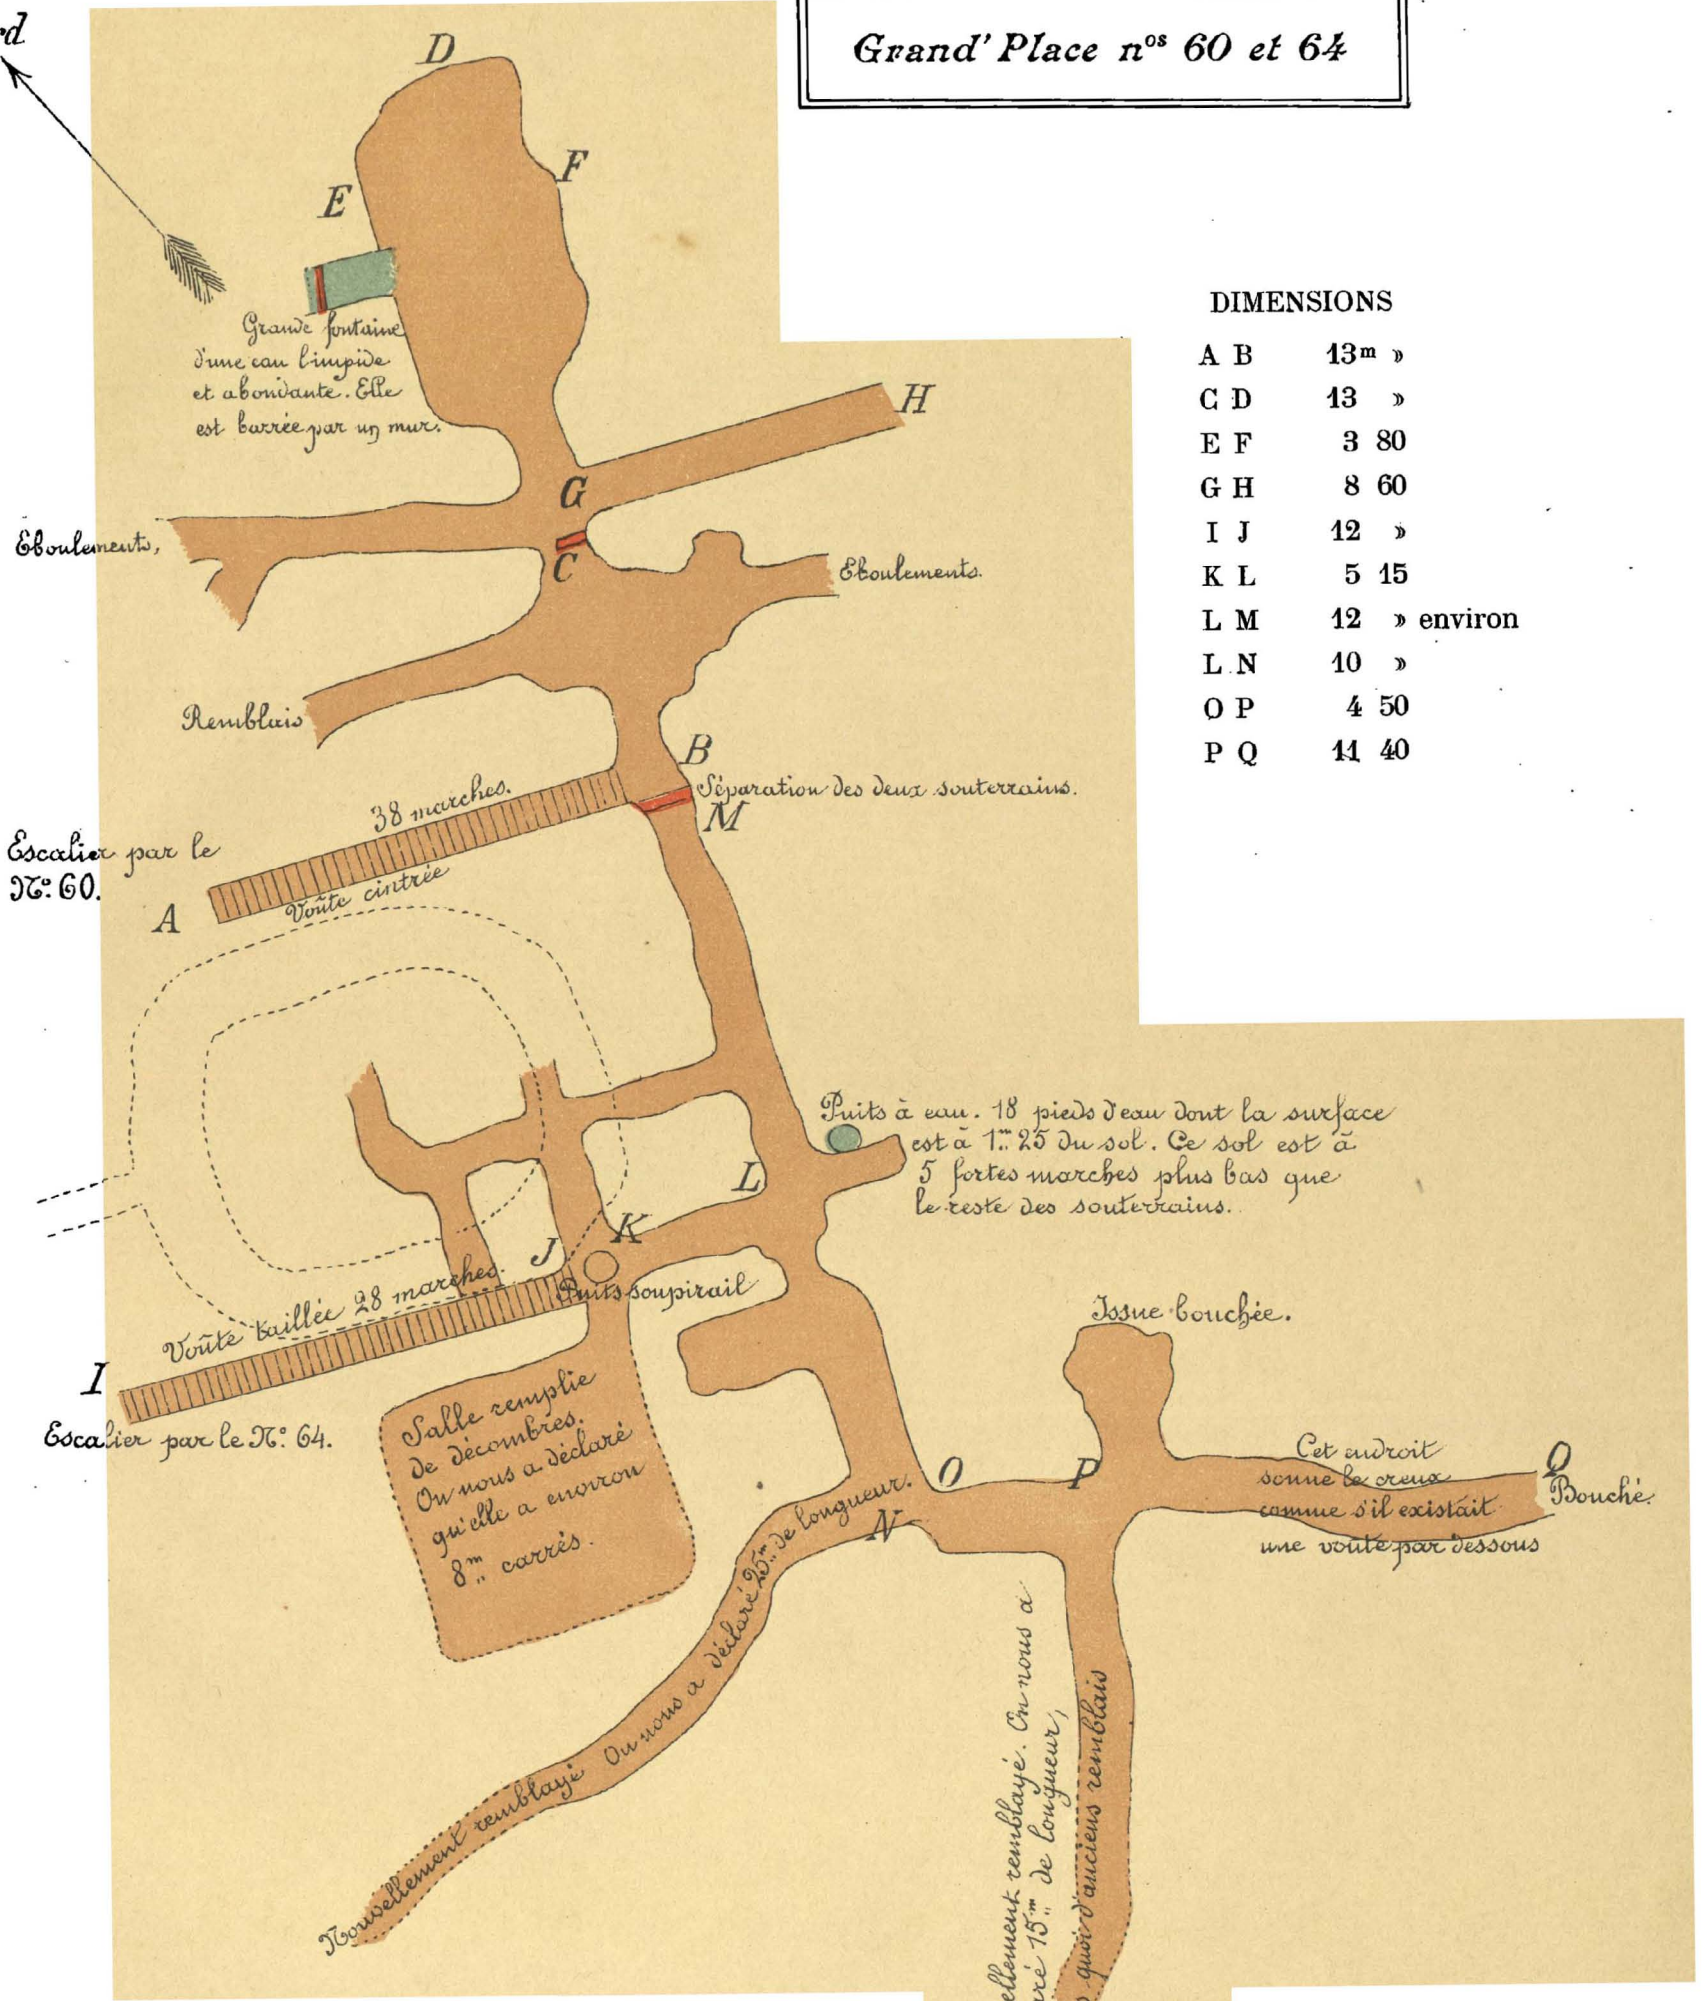 rd
Grand' Place nos 60 et 64
D
F
E
Grande fontaine
d'une eau limpide
et abondante. Elle
est barrée par un mur.
H
G
Eboulements,
C
Eboulements.
Remblais
B
Séparation des deux souterrains.
M
38 marches.
Escalier par le
No. 60.
Voûte cintrée
A
DIMENSIONS
A B 13m »
C D 13 »
E F 3 80
G H 8 60
I J 12 »
K L 5 15
L M 12 » environ
L N 10 »
O P 4 50
P Q 11 40
Puits à eau. 18 pieds d'eau dont la surface
est à 1m.25 du sol. Ce sol est à
5 fortes marches plus bas que
le reste des souterrains.
L
K
J
Puits soupirail
Voûte taillée 28 marches.
I
Escalier par le No. 64.
Salle remplie
de décombres.
On nous a déclaré
qu'elle a environ
8m. carrés.
Issue bouchée.
O
P
Q
N
Cet endroit
sonne le creux
comme s'il existait
une voûte par dessous
Bouché.
Nouvellement remblayé On nous a déclaré 25m. de longueur.
ellement remblayé. On nous a
ré 15m. de longueur,
quoi d'anciens remblais